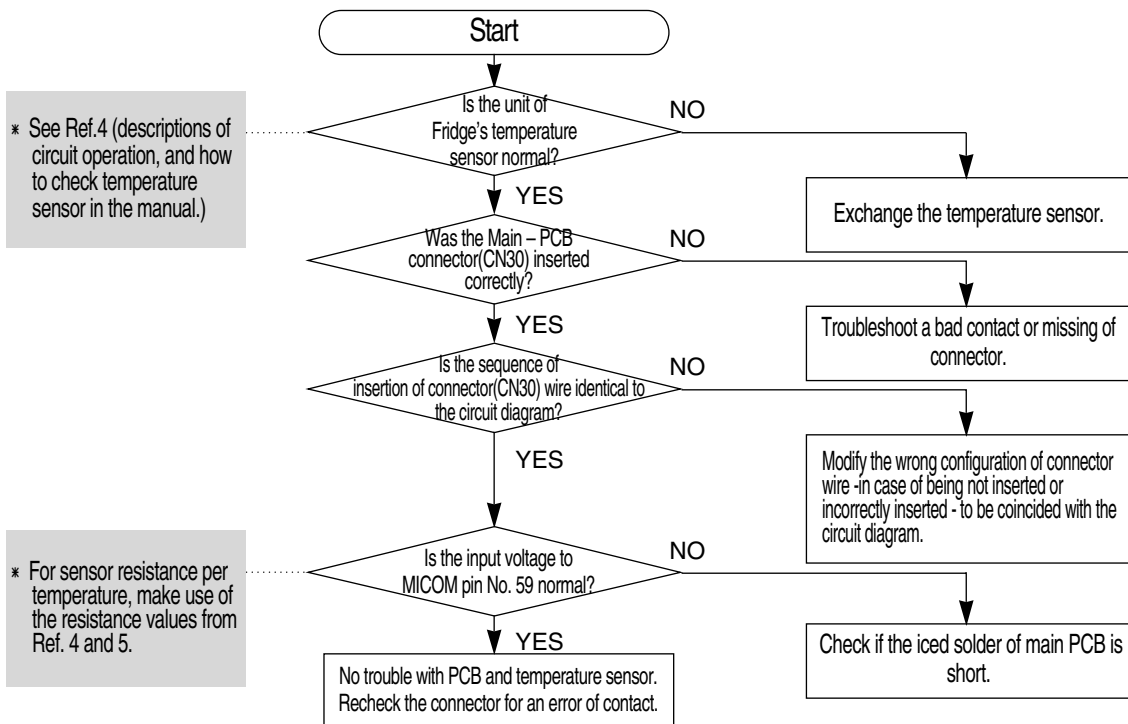 Start
Is the unit of
Fridge's temperature
sensor normal?
NO
* See Ref.4 (descriptions of
circuit operation, and how
to check temperature
sensor in the manual.)
Exchange the temperature sensor.
YES
Was the Main – PCB
connector(CN30) inserted
correctly?
NO
Troubleshoot a bad contact or missing of
connector.
YES
Is the sequence of
insertion of connector(CN30) wire identical to
the circuit diagram?
NO
Modify the wrong configuration of connector
wire -in case of being not inserted or
incorrectly inserted - to be coincided with the
circuit diagram.
YES
Is the input voltage to
MICOM pin No. 59 normal?
NO
* For sensor resistance per
temperature, make use of
the resistance values from
Ref. 4 and 5.
Check if the iced solder of main PCB is
short.
YES
No trouble with PCB and temperature sensor.
Recheck the connector for an error of contact.